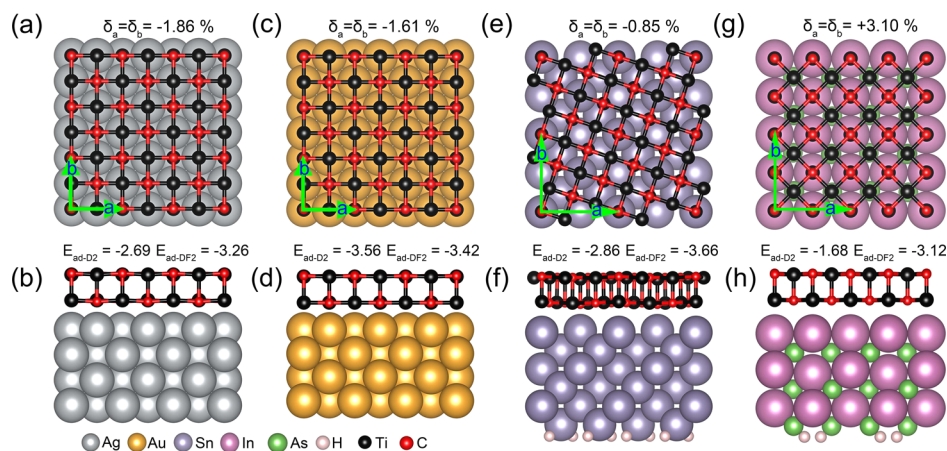 (a) δa=δb= -1.86 %
(c) δa=δb= -1.61 %
(e) δa=δb= -0.85 %
(g) δa=δb= +3.10 %
b
a
b
a
b
a
b
a
(b) Ead-D2 = -2.69 Ead-DF2 = -3.26
(d) Ead-D2 = -3.56 Ead-DF2 = -3.42
(f) Ead-D2 = -2.86 Ead-DF2 = -3.66
(h) Ead-D2 = -1.68 Ead-DF2 = -3.12
Ag Au Sn In As H Ti C